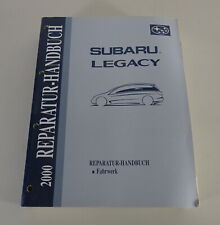 2000 REPARATUR-HANDBUCH
SUBARU.
LEGACY
REPARATUR-HANDBUCH
• Fahrwerk